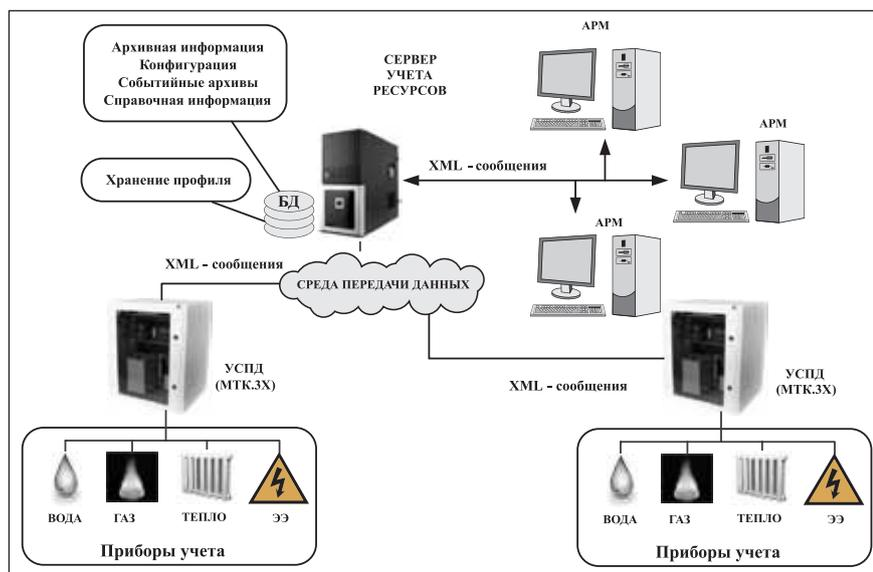 Архивная информация
Конфигурация
Событийные архивы
Справочная информация
Хранение профиля
БД
СЕРВЕР
УЧЕТА
РЕСУРСОВ
АРМ
АРМ
XML - сообщения
АРМ
XML - сообщения
СРЕДА ПЕРЕДАЧИ ДАННЫХ
УСПД
(МТК.3Х)
XML - сообщения
УСПД
(МТК.3Х)
ВОДА
ГАЗ
ТЕПЛО
ЭЭ
Приборы учета
ВОДА
ГАЗ
ТЕПЛО
ЭЭ
Приборы учета